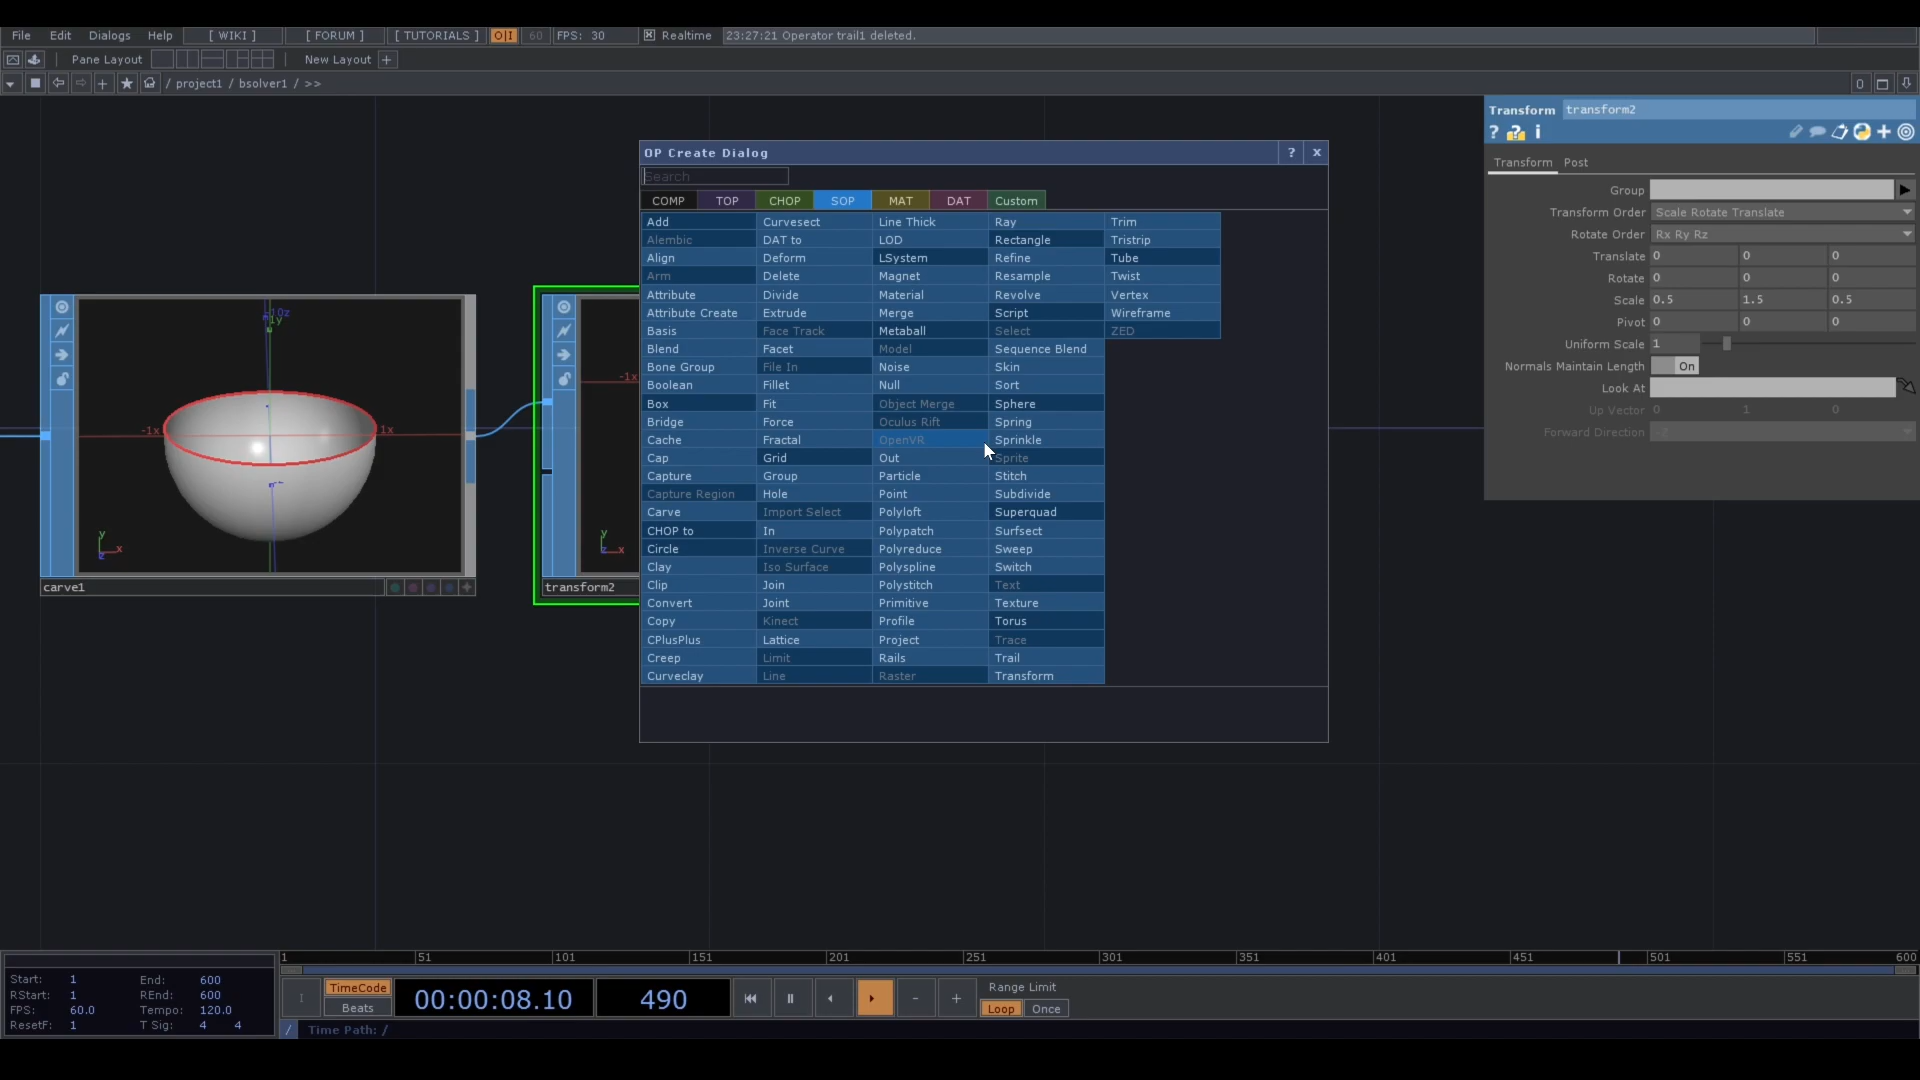 File Edit Dialogs Help [ WIKI ] [ FORUM ] [ TUTORIALS ] O|I 60 FPS: 30 Realtime 23:27:21 Operator trail1 deleted.
Pane Layout New Layout +
/ project1 / bsolver1 / >> 0
Transform transform2
? ? i
Transform Post
Group
Transform Order Scale Rotate Translate
Rotate Order Rx Ry Rz
Translate 0 0 0
Rotate 0 0 0
Scale 0.5 1.5 0.5
Pivot 0 0 0
Uniform Scale 1
Normals Maintain Length On
Look At
Up Vector 0 1 0
Forward Direction -Z
OP Create Dialog ? x
Search
COMP TOP CHOP SOP MAT DAT Custom
Add Curvesect Line Thick Ray Trim
Alembic DAT to LOD Rectangle Tristrip
Align Deform LSystem Refine Tube
Arm Delete Magnet Resample Twist
Attribute Divide Material Revolve Vertex
Attribute Create Extrude Merge Script Wireframe
Basis Face Track Metaball Select ZED
Blend Facet Model Sequence Blend
Bone Group File In Noise Skin
Boolean Fillet Null Sort
Box Fit Object Merge Sphere
Bridge Force Oculus Rift Spring
Cache Fractal OpenVR Sprinkle
Cap Grid Out Sprite
Capture Group Particle Stitch
Capture Region Hole Point Subdivide
Carve Import Select Polyloft Superquad
CHOP to In Polypatch Surfsect
Circle Inverse Curve Polyreduce Sweep
Clay Iso Surface Polyspline Switch
Clip Join Polystitch Text
Convert Joint Primitive Texture
Copy Kinect Profile Torus
CPlusPlus Lattice Project Trace
Creep Limit Rails Trail
Curveclay Line Raster Transform
10z
1y
-1x 1x
y
x
z
carve1
-1x
y
x
z
transform2
1 51 101 151 201 251 301 351 401 451 501 551 600
Start: 1 End: 600
RStart: 1 REnd: 600
FPS: 60.0 Tempo: 120.0
ResetF: 1 T Sig: 4 4
I TimeCode Beats 00:00:08.10 490 - +
Range Limit
Loop Once
/ Time Path: /